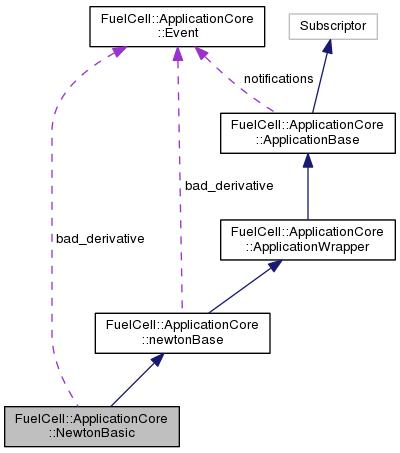 FuelCell::ApplicationCore
::Event
Subscriptor
notifications
FuelCell::ApplicationCore
::ApplicationBase
bad_derivative
FuelCell::ApplicationCore
::ApplicationWrapper
bad_derivative
FuelCell::ApplicationCore
::newtonBase
FuelCell::ApplicationCore
::NewtonBasic